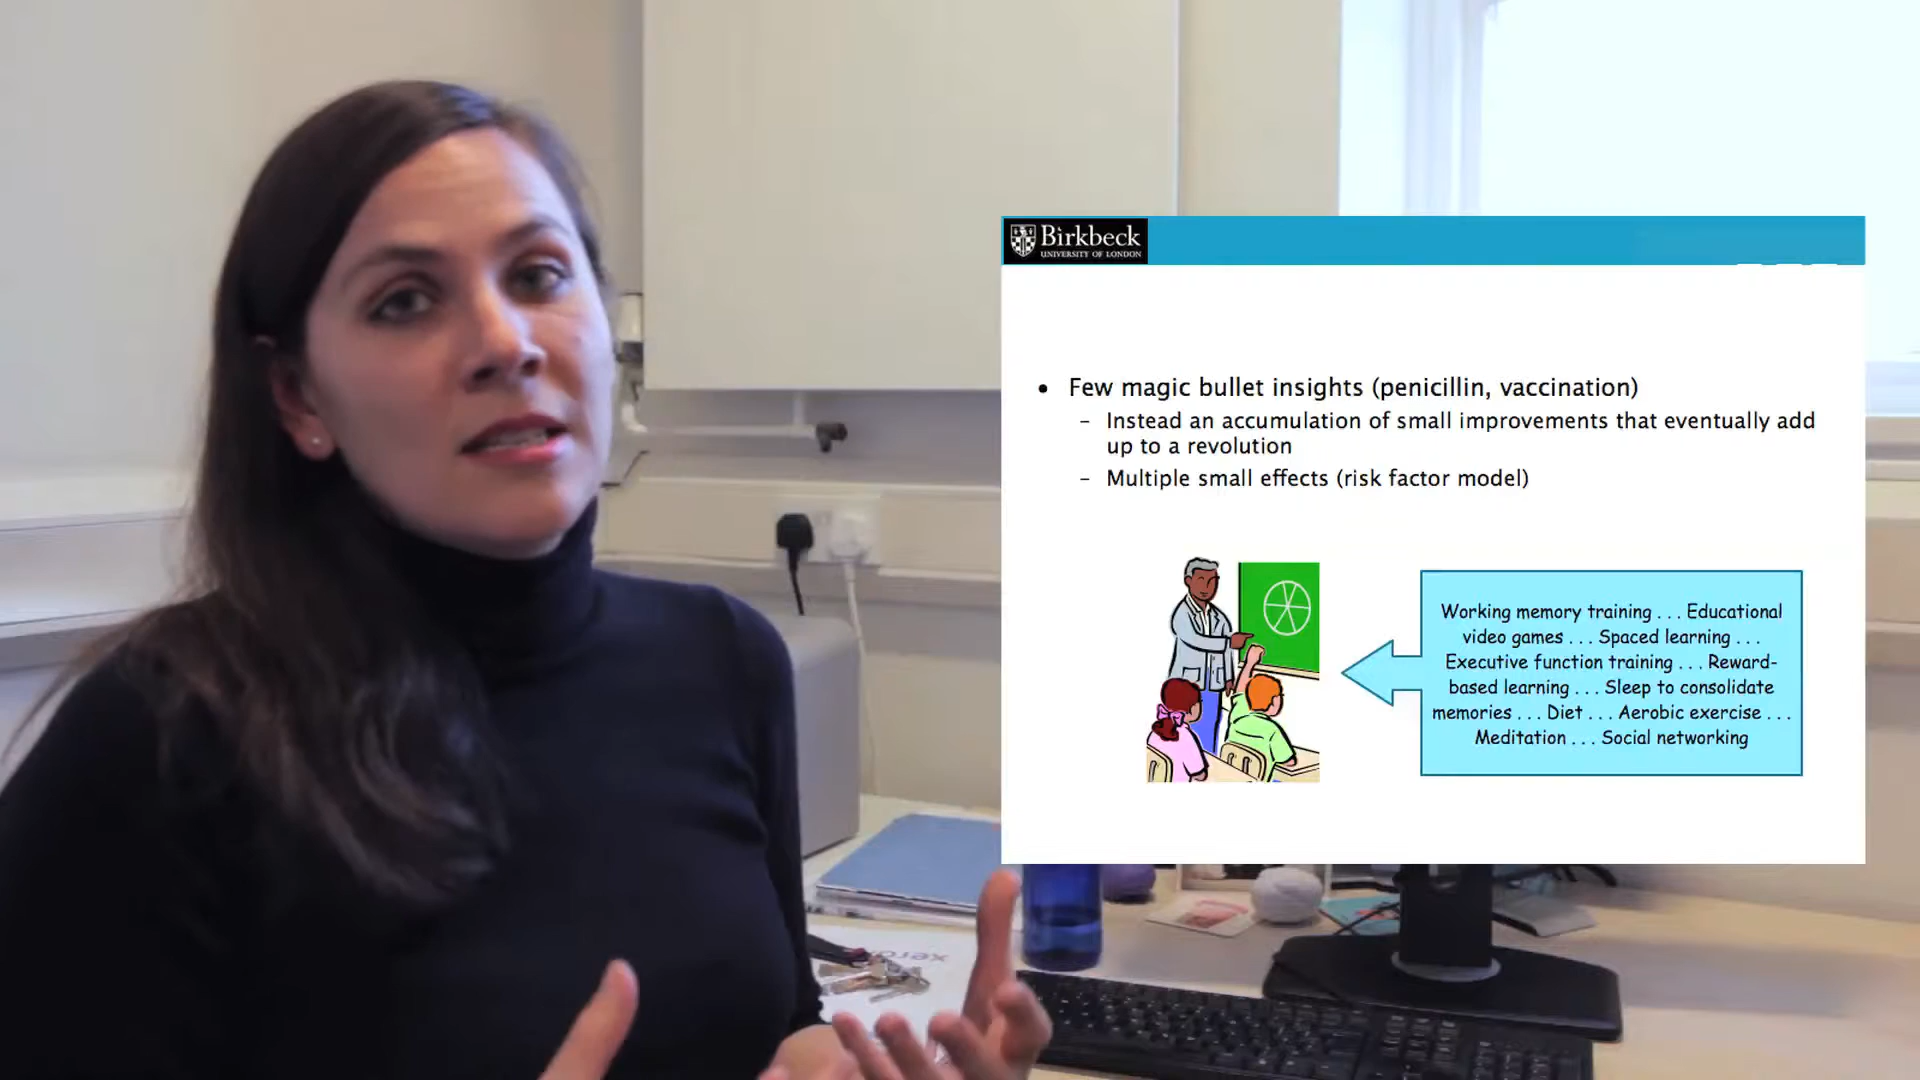 Birkbeck
UNIVERSITY OF LONDON
• Few magic bullet insights (penicillin, vaccination)
– Instead an accumulation of small improvements that eventually add
up to a revolution
– Multiple small effects (risk factor model)
Working memory training . . . Educational
video games . . . Spaced learning . . .
Executive function training . . . Reward-
based learning . . . Sleep to consolidate
memories . . . Diet . . . Aerobic exercise . . .
Meditation . . . Social networking